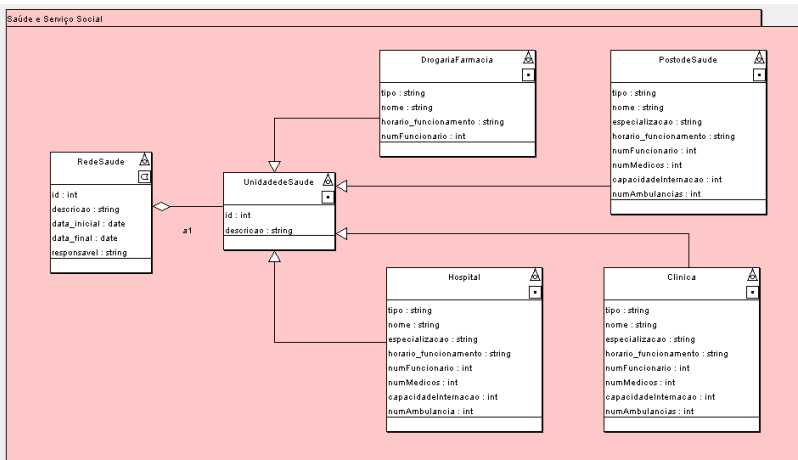 Saúde e Serviço Social
DrogariaFarmacia
tipo : string
nome : string
horario_funcionamento : string
numFuncionario : int
PostodeSaude
tipo : string
nome : string
especializacao : string
horario_funcionamento : string
numFuncionario : int
numMedicos : int
capacidadeInternacao : int
numAmbulancias : int
RedeSaude
id : int
descricao : string
data_inicial : date
data_final : date
responsavel : string
a1
UnidadedeSaude
id : int
descricao : string
Hospital
tipo : string
nome : string
especializacao : string
horario_funcionamento : string
numFuncionario : int
numMedicos : int
capacidadeInternacao : int
numAmbulancia : int
Clinica
tipo : string
nome : string
especializacao : string
horario_funcionamento : string
numFuncionario : int
numMedicos : int
capacidadeInternacao : int
numAmbulancias : int